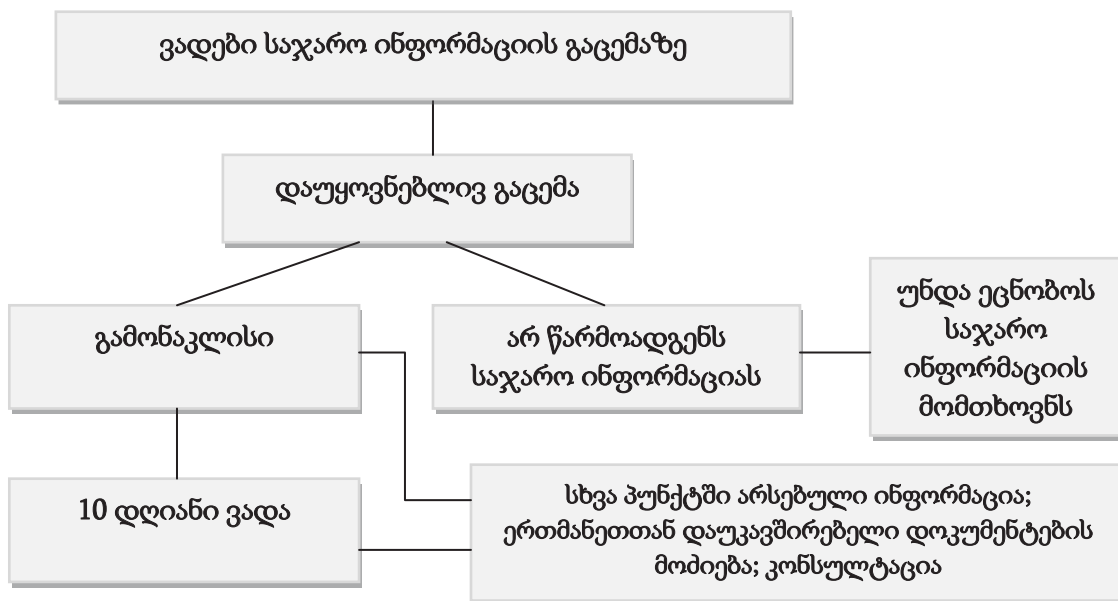 ვადები საჯარო ინფორმაციის გაცემაზე
დაუყოვნებლივ გაცემა
გამონაკლისი
არ წარმოადგენს
საჯარო ინფორმაციას
უნდა ეცნობოს
საჯარო
ინფორმაციის
მომთხოვნს
10 დღიანი ვადა
სხვა პუნქტში არსებული ინფორმაცია;
ერთმანეთთან დაუკავშირებელი დოკუმენტების
მოძიება; კონსულტაცია